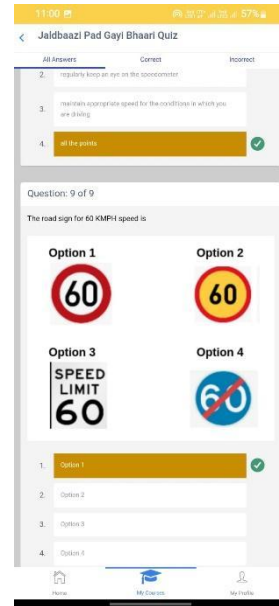 11:00
57%
Jaldbaazi Pad Gayi Bhaari Quiz
All Answers Correct Incorrect
2. regularly keep an eye on the speedometer
3. maintain appropriate speed for the conditions in which you
are driving
4. all the points
Question: 9 of 9
The road sign for 60 KMPH speed is
Option 1 Option 2
60 60
Option 3 Option 4
SPEED
LIMIT
60 60
1. Option 1
2. Option 2
3. Option 3
4. Option 4
Home My Courses My Profile